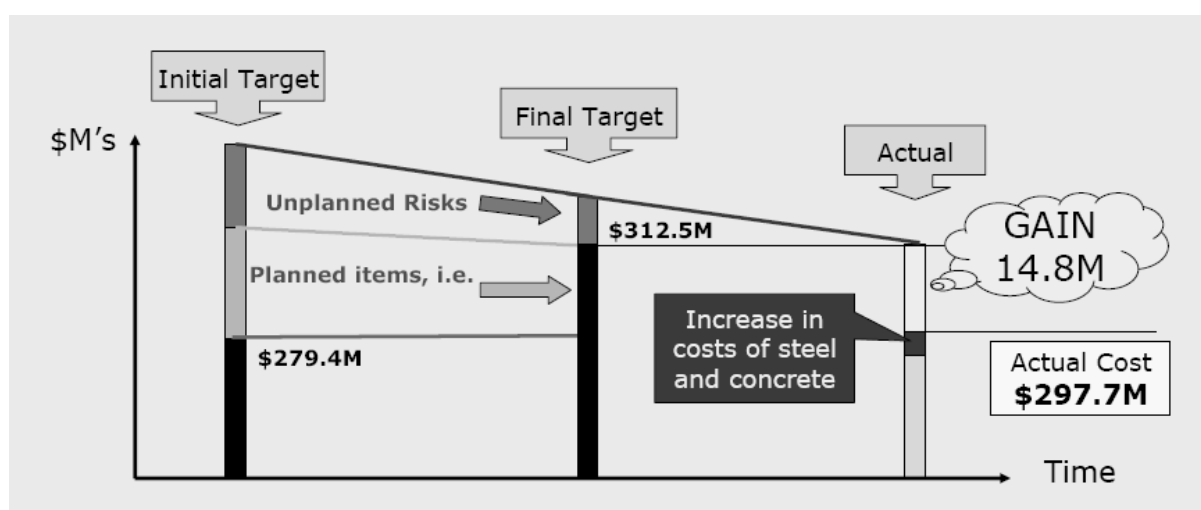 Initial Target
Final Target
$M's
Actual
Unplanned Risks
GAIN
$312.5M
14.8M
Planned items, i.e.
Increase in
costs of steel
and concrete
$279.4M
Actual Cost
$297.7M
Time